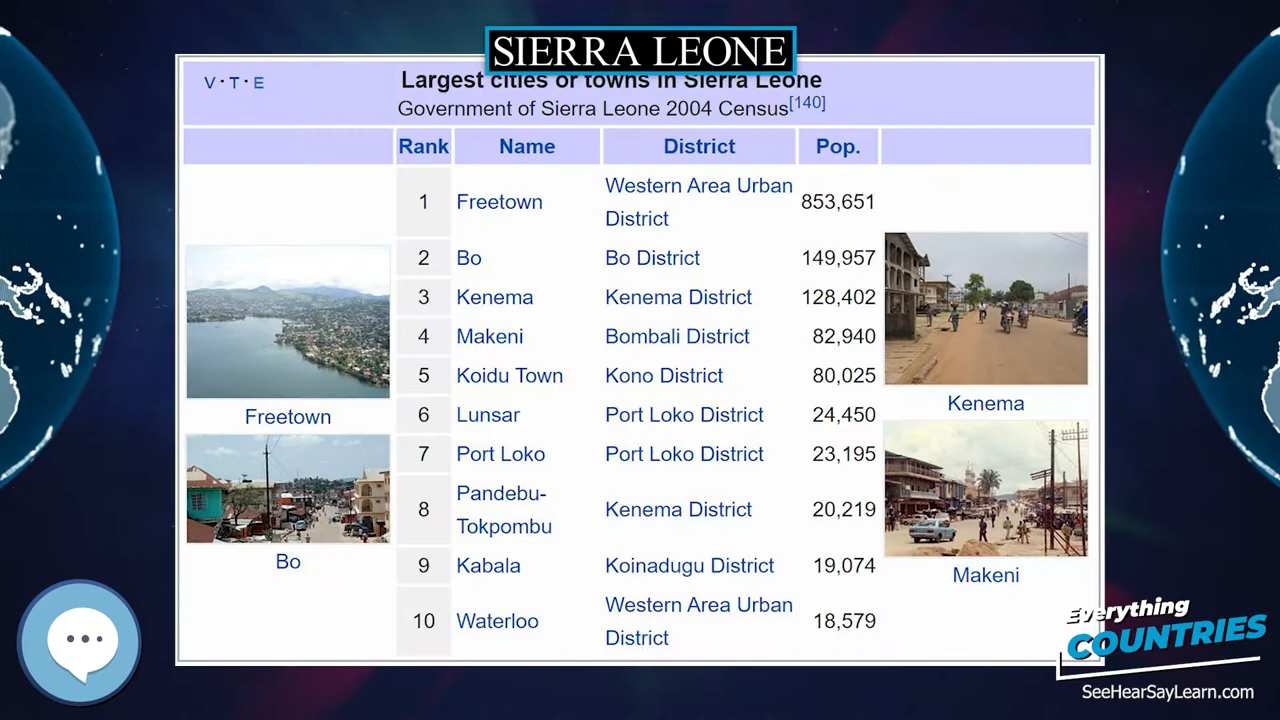 SIERRA LEONE
V · T · E
Largest cities or towns in Sierra Leone
Government of Sierra Leone 2004 Census[140]
Rank Name District Pop.
1 Freetown Western Area Urban District 853,651
2 Bo Bo District 149,957
3 Kenema Kenema District 128,402
4 Makeni Bombali District 82,940
5 Koidu Town Kono District 80,025
6 Lunsar Port Loko District 24,450
7 Port Loko Port Loko District 23,195
8 Pandebu-Tokpombu Kenema District 20,219
9 Kabala Koinadugu District 19,074
10 Waterloo Western Area Urban District 18,579
Freetown
Bo
Kenema
Makeni
Everything
COUNTRIES
SeeHearSayLearn.com